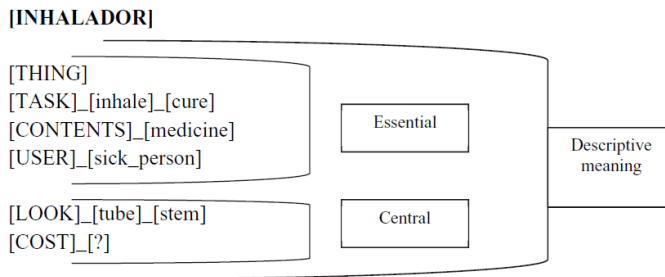 [INHALADOR]
[THING]
[TASK]_[inhale]_[cure]
[CONTENTS]_[medicine]
[USER]_[sick_person]
Essential
Descriptive
meaning
[LOOK]_[tube]_[stem]
[COST]_[?]
Central